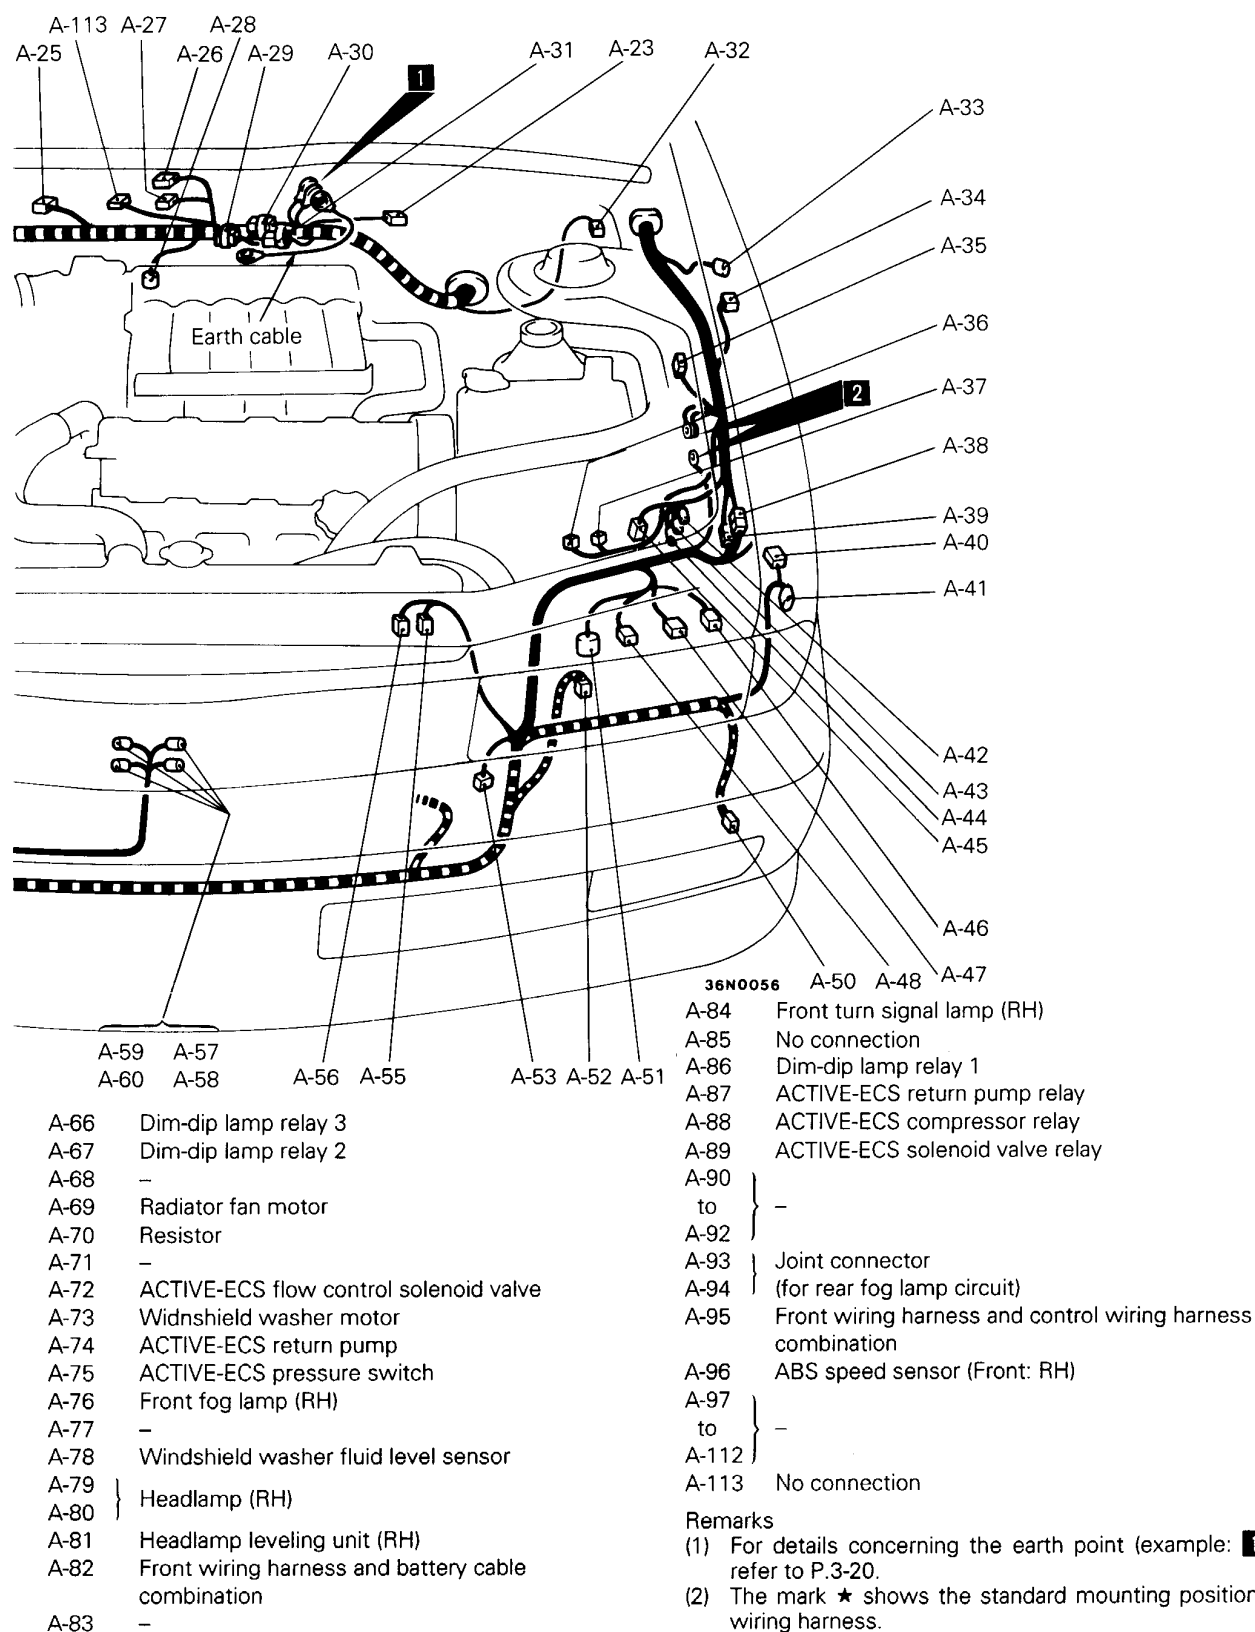 A-113 A-27 A-28
A-25 A-26 A-29 A-30 A-31 A-23 A-32
1
A-33
A-34
A-35
Earth cable
A-36
A-37
2
A-38
A-39
A-40
A-41
A-42
A-43
A-44
A-45
A-46
36N0056 A-50 A-48 A-47
A-59 A-57
A-60 A-58 A-56 A-55 A-53 A-52 A-51
A-66 Dim-dip lamp relay 3
A-67 Dim-dip lamp relay 2
A-68 –
A-69 Radiator fan motor
A-70 Resistor
A-71 –
A-72 ACTIVE-ECS flow control solenoid valve
A-73 Widnshield washer motor
A-74 ACTIVE-ECS return pump
A-75 ACTIVE-ECS pressure switch
A-76 Front fog lamp (RH)
A-77 –
A-78 Windshield washer fluid level sensor
A-79
Headlamp (RH)
A-80
A-81 Headlamp leveling unit (RH)
A-82 Front wiring harness and battery cable
combination
A-83 –
A-84 Front turn signal lamp (RH)
A-85 No connection
A-86 Dim-dip lamp relay 1
A-87 ACTIVE-ECS return pump relay
A-88 ACTIVE-ECS compressor relay
A-89 ACTIVE-ECS solenoid valve relay
A-90
to –
A-92
A-93 Joint connector
A-94 (for rear fog lamp circuit)
A-95 Front wiring harness and control wiring harness
combination
A-96 ABS speed sensor (Front: RH)
A-97
to –
A-112
A-113 No connection
Remarks
(1) For details concerning the earth point (example: 1
refer to P.3-20.
(2) The mark ★ shows the standard mounting position
wiring harness.